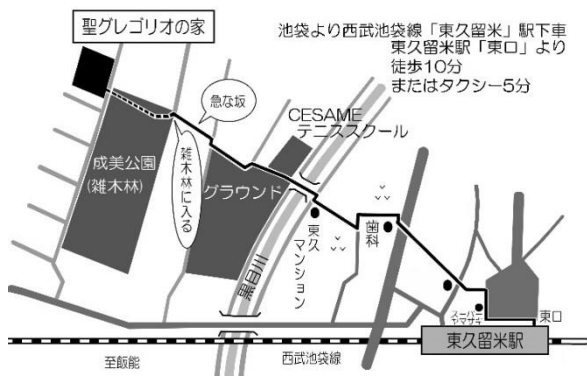 聖グレゴリオの家
池袋より西武池袋線「東久留米」駅下車
東久留米駅「東口」より
徒歩10分
またはタクシー5分
急な坂
CESAME
テニススクール
成美公園
(雑木林)
雑木林に入る
グラウンド
東久
マンション
歯科
黒目川
スーパー
ヤマザキ
東口
東久留米駅
至飯能
西武池袋線